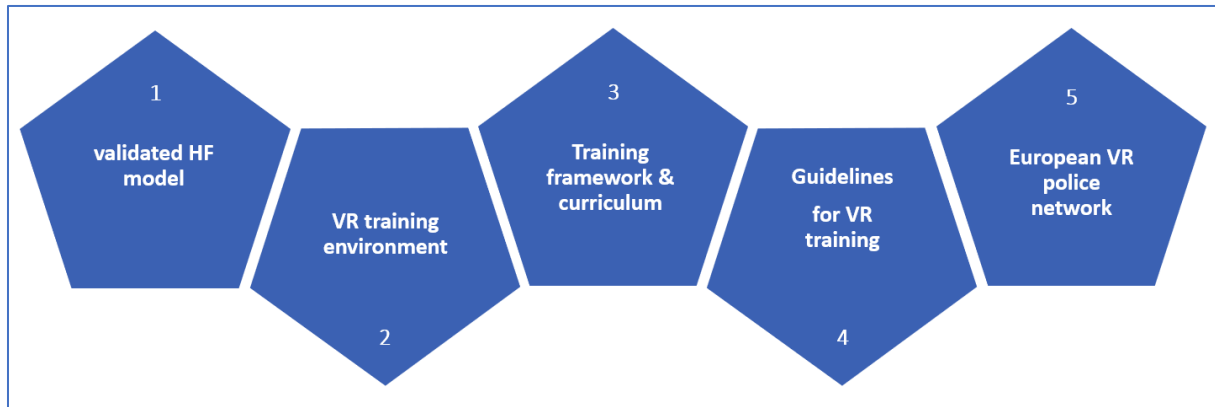 1
validated HF
model
VR training
environment
2
3
Training
framework &
curriculum
Guidelines
for VR
training
4
5
European VR
police
network